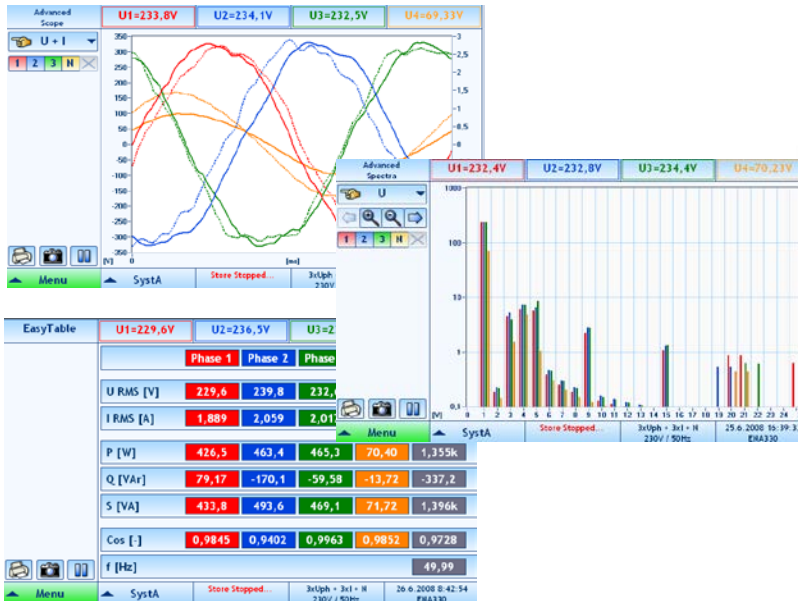 Advanced
Scope
U1=233,8V
U2=234,1V
U3=232,5V
U4=69,33V
U + I
1 2 3 N
350
300
250
200
150
100
50
0
-50
-100
-150
-200
-250
-300
-350
3
2,5
2
1,5
1
0,5
0
[V]
0
[ms]
Menu
SystA
Store Stopped...
3xUph
230V
Advanced
Spectra
U1=232,4V
U2=232,8V
U3=234,4V
U4=70,23V
U
1 2 3 N
1000
100
10
1
0,1
[V]
0 1 2 3 4 5 6 7 8 9 10 11 12 13 14 15 16 17 18 19 20 21 22 23 24
Menu
SystA
Store Stopped...
3xUph + 3xI + N
230V / 50Hz
25.6.2008 16:39:3
ENA330
EasyTable
U1=229,6V
U2=236,5V
U3=2
Phase 1 Phase 2 Phase
U RMS [V] 229,6 239,8 232,
I RMS [A] 1,889 2,059 2,01
P [W] 426,5 463,4 465,3 70,40 1,355k
Q [VAr] 79,17 -170,1 -59,58 -13,72 -337,2
S [VA] 433,8 493,6 469,1 71,72 1,396k
Cos [-] 0,9845 0,9402 0,9963 0,9852 0,9728
f [Hz] 49,99
Menu
SystA
Store Stopped...
3xUph + 3xI + N
230V / 50Hz
26.6.2008 8:42:54
ENA330